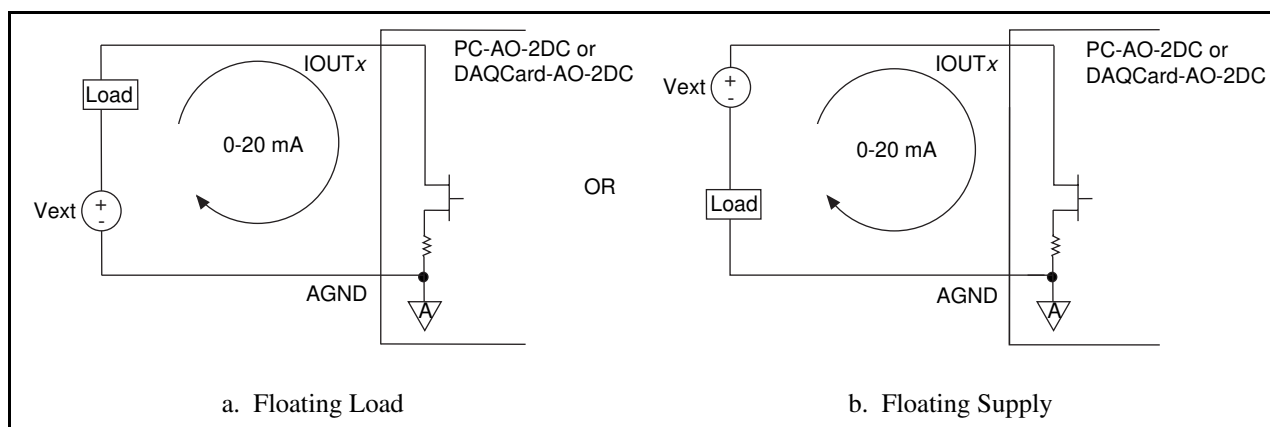 PC-AO-2DC or
DAQCard-AO-2DC
IOUTx
Load
0-20 mA
Vext
+
-
AGND
A
a. Floating Load
OR
PC-AO-2DC or
DAQCard-AO-2DC
IOUTx
Vext
+
-
0-20 mA
Load
AGND
A
b. Floating Supply